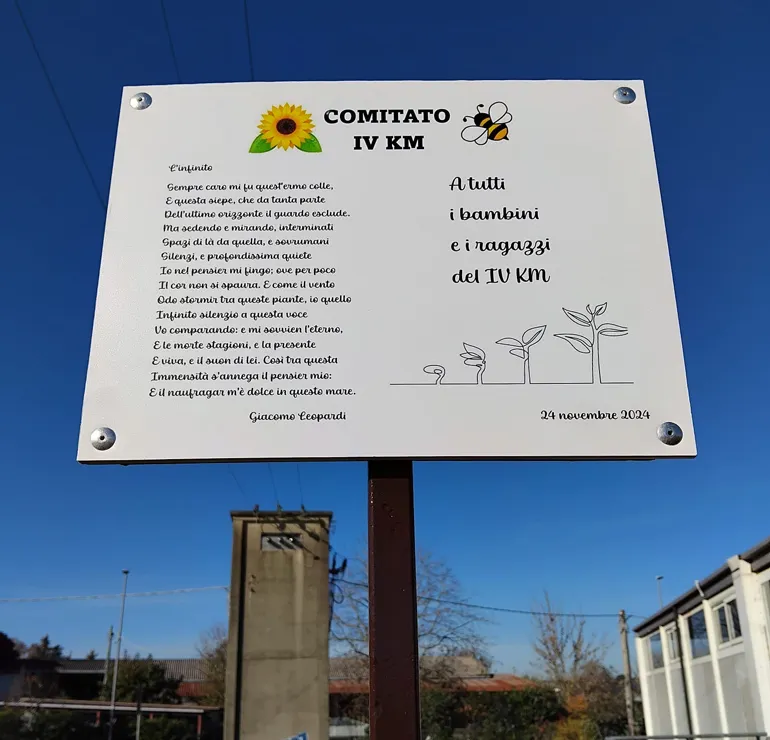 COMITATO
IV KM
L'infinito
Sempre caro mi fu quest'ermo colle,
E questa siepe, che da tanta parte
Dell'ultimo orizzonte il guardo esclude.
Ma sedendo e mirando, interminati
Spazi di là da quella, e sovrumani
Silenzi, e profondissima quiete
Io nel pensier mi fingo; ove per poco
Il cor non si spaura. E come il vento
Odo stormir tra queste piante, io quello
Infinito silenzio a questa voce
Vo comparando: e mi sovvien l'eterno,
E le morte stagioni, e la presente
E viva, e il suon di lei. Così tra questa
Immensità s'annega il pensier mio:
E il naufragar m'è dolce in questo mare.
Giacomo Leopardi
A tutti
i bambini
e i ragazzi
del IV KM
24 novembre 2024